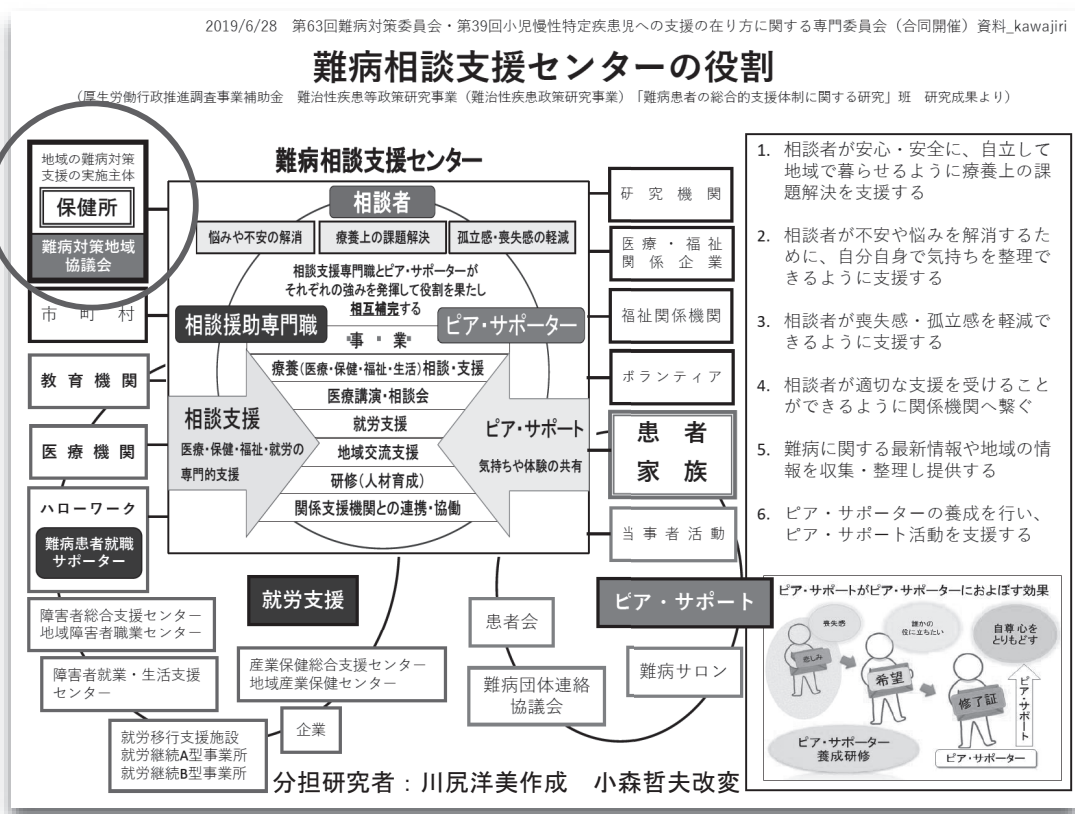 2019/6/28 第63回難病対策委員会・第39回小児慢性特定疾患児への支援の在り方に関する専門委員会（合同開催）資料_kawajiri
難病相談支援センターの役割
（厚生労働行政推進調査事業補助金 難治性疾患等政策研究事業（難治性疾患政策研究事業）「難病患者の総合的支援体制に関する研究」班 研究成果より）
地域の難病対策
支援の実施主体
保健所
難病対策地域
協議会
市町村
教育機関
医療機関
ハローワーク
難病患者就職
サポーター
難病相談支援センター
相談者
悩みや不安の解消
療養上の課題解決
孤立感・喪失感の軽減
相談支援専門職とピア・サポーターが
それぞれの強みを発揮して役割を果たし
相互補完する
相談援助専門職
ピア・サポーター
事業
療養(医療・保健・福祉・生活)相談・支援
医療講演・相談会
就労支援
地域交流支援
研修(人材育成)
関係支援機関との連携・協働
相談支援
医療・保健・福祉・就労の
専門的支援
ピア・サポート
気持ちや体験の共有
研究機関
医療・福祉
関係企業
福祉関係機関
ボランティア
患者
家族
当事者活動
就労支援
ピア・サポート
障害者総合支援センター
地域障害者職業センター
障害者就業・生活支援
センター
就労移行支援施設
就労継続A型事業所
就労継続B型事業所
産業保健総合支援センター
地域産業保健センター
企業
患者会
難病団体連絡
協議会
難病サロン
分担研究者：川尻洋美作成 小森哲夫改変
1. 相談者が安心・安全に、自立して
地域で暮らせるように療養上の課
題解決を支援する
2. 相談者が不安や悩みを解消するた
めに、自分自身で気持ちを整理で
きるように支援する
3. 相談者が喪失感・孤立感を軽減で
きるように支援する
4. 相談者が適切な支援を受けること
ができるように関係機関へ繋ぐ
5. 難病に関する最新情報や地域の情
報を収集・整理し提供する
6. ピア・サポーターの養成を行い、
ピア・サポート活動を支援する
ピア・サポートがピア・サポーターにおよぼす効果
喪失感
誰かの
役に立ちたい
自尊心を
とりもどす
悲しみ
希望
修了証
ピア・サポート
ピア・サポーター
養成研修
ピア・サポーター